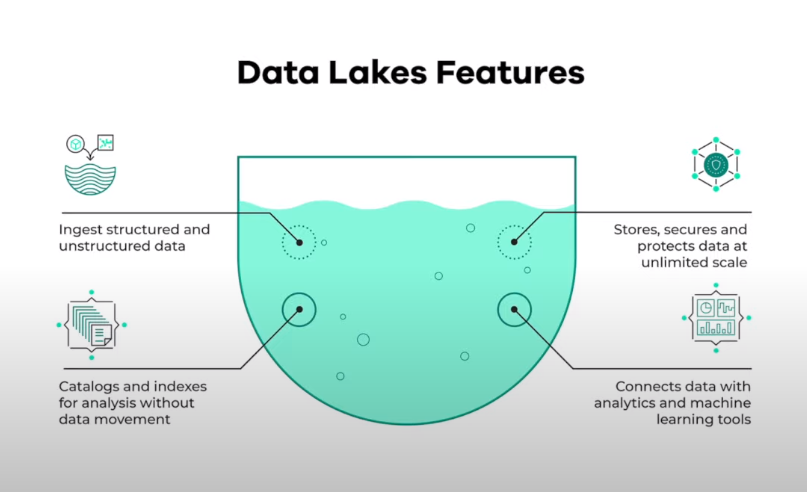 Data Lakes Features
Ingest structured and
unstructured data
Stores, secures and
protects data at
unlimited scale
Catalogs and indexes
for analysis without
data movement
Connects data with
analytics and machine
learning tools